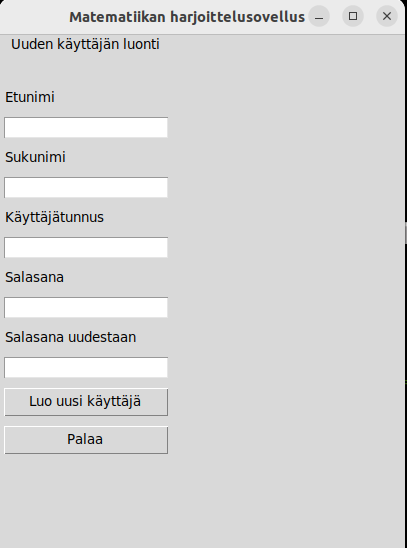 Matematiikan harjoittelusovellus
Uuden käyttäjän luonti
Etunimi
Sukunimi
Käyttäjätunnus
Salasana
Salasana uudestaan
Luo uusi käyttäjä
Palaa